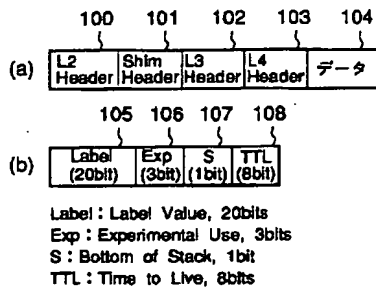 100 101 102 103 104
(a) L2 Header Shim Header L3 Header L4 Header データ
105 106 107 108
(b) Label (20bit) Exp (3bit) S (1bit) TTL (8bit)
Label : Label Value, 20bits
Exp : Experimental Use, 3bits
S : Bottom of Stack, 1bit
TTL : Time to Live, 8bits